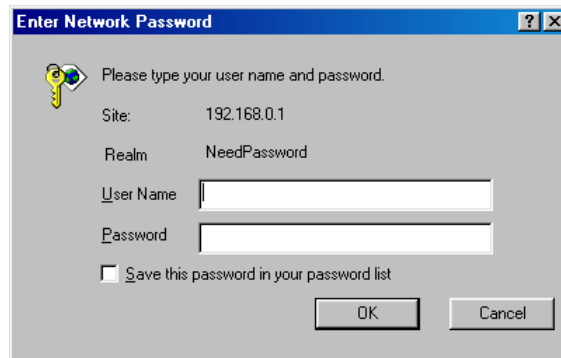 Enter Network Password
Please type your user name and password.
Site: 192.168.0.1
Realm NeedPassword
User Name
Password
Save this password in your password list
OK Cancel